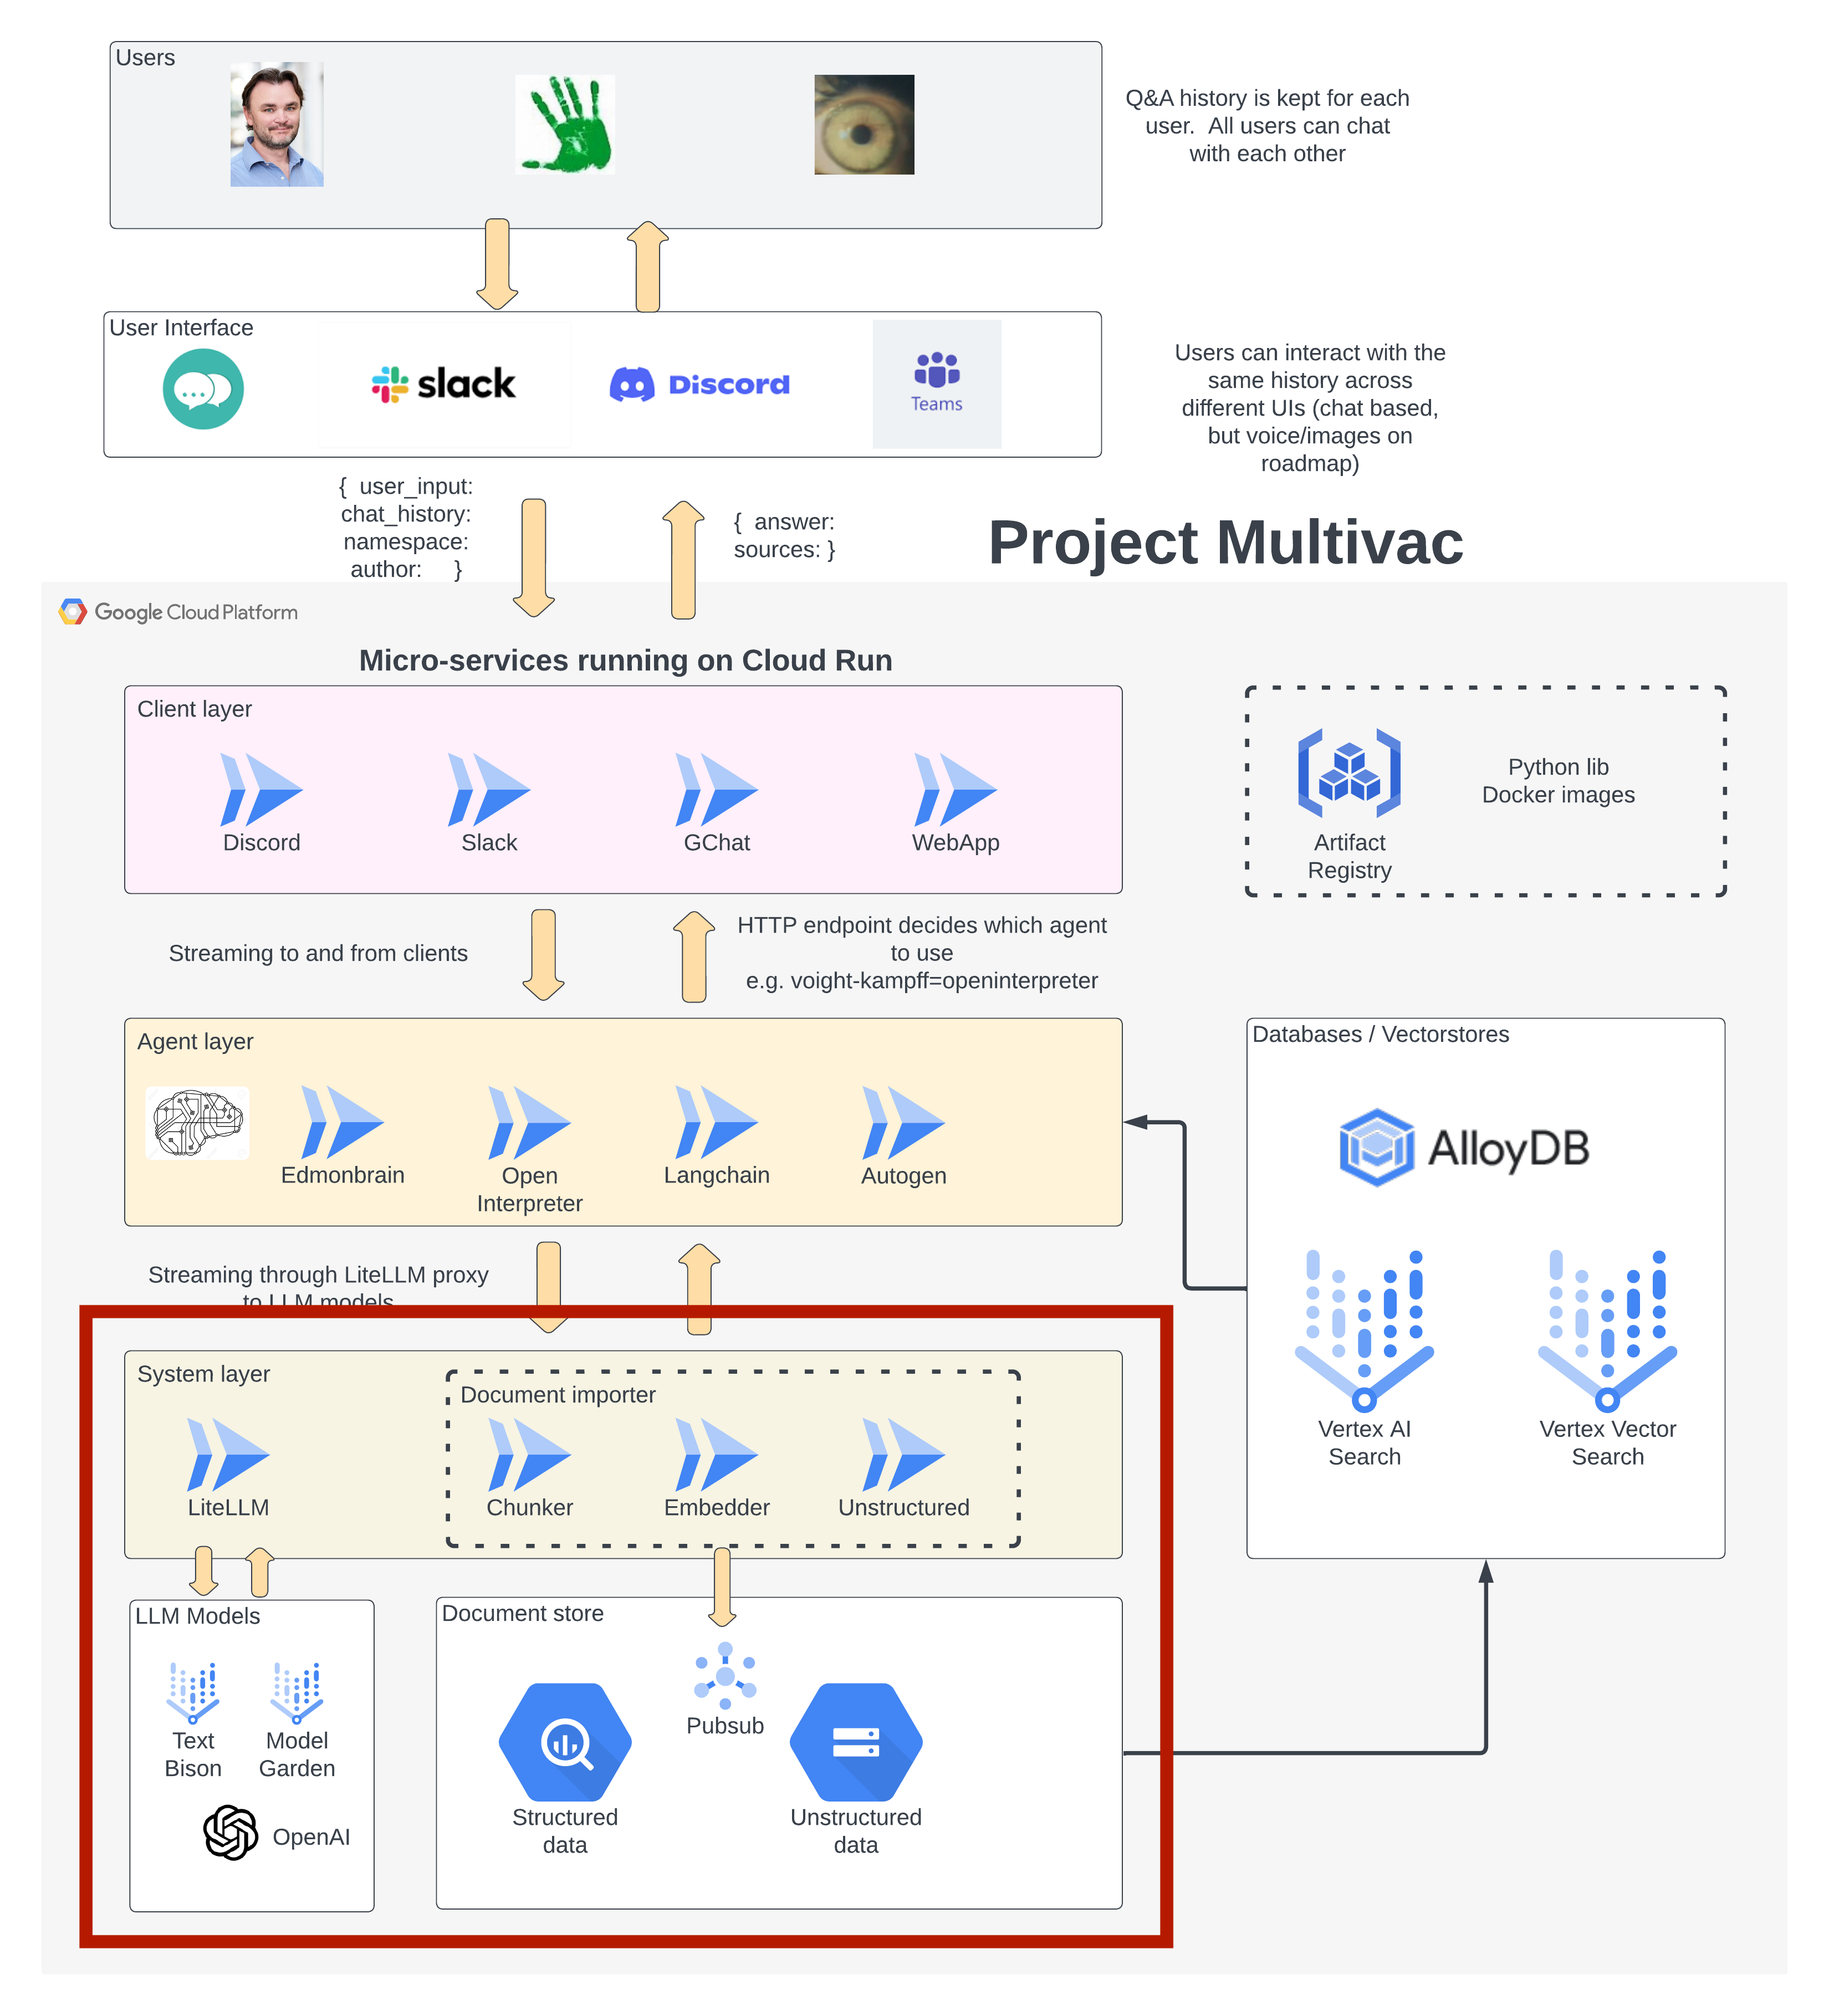 Users
Q&A history is kept for each
user.  All users can chat
with each other
User Interface
slack
Discord
Teams
Users can interact with the
same history across
different UIs (chat based,
but voice/images on
roadmap)
{  user_input:
chat_history:
namespace:
author:     }
{  answer:
sources: }
Project Multivac
Google Cloud Platform
Micro-services running on Cloud Run
Client layer
Discord
Slack
GChat
WebApp
Artifact
Registry
Python lib
Docker images
Streaming to and from clients
HTTP endpoint decides which agent
to use
e.g. voight-kampff=openinterpreter
Agent layer
Edmonbrain
Open
Interpreter
Langchain
Autogen
Databases / Vectorstores
AlloyDB
Vertex AI
Search
Vertex Vector
Search
Streaming through LiteLLM proxy
to LLM models
System layer
LiteLLM
Document importer
Chunker
Embedder
Unstructured
LLM Models
Text
Bison
Model
Garden
OpenAI
Document store
Pubsub
Structured
data
Unstructured
data